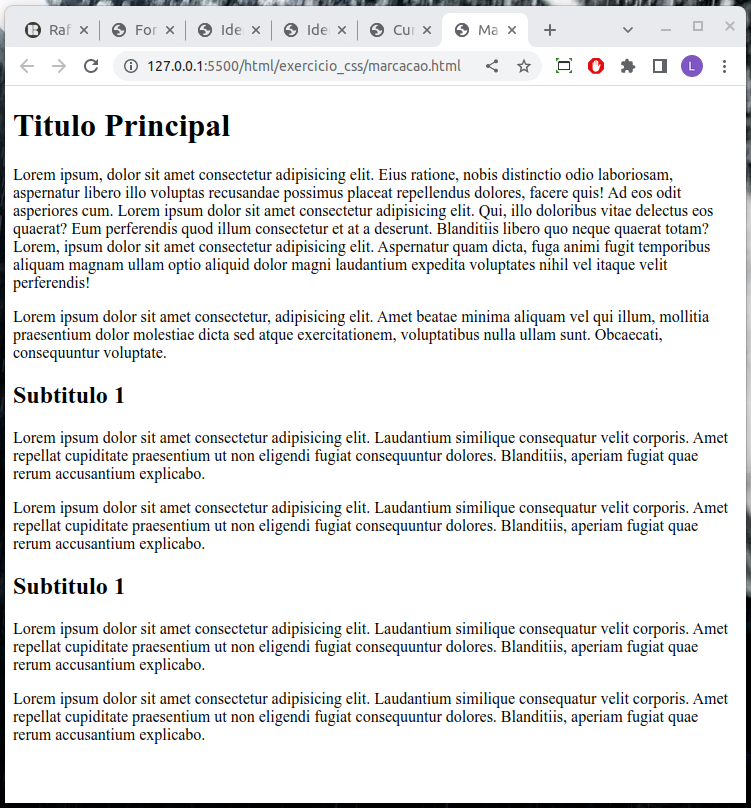 Raf
For
Ide
Ide
Cur
Ma
127.0.0.1:5500/html/exercicio_css/marcacao.html
L
Titulo Principal
Lorem ipsum, dolor sit amet consectetur adipisicing elit. Eius ratione, nobis distinctio odio laboriosam,
aspernatur libero illo voluptas recusandae possimus placeat repellendus dolores, facere quis! Ad eos odit
asperiores cum. Lorem ipsum dolor sit amet consectetur adipisicing elit. Qui, illo doloribus vitae delectus eos
quaerat? Eum perferendis quod illum consectetur et at a deserunt. Blanditiis libero quo neque quaerat totam?
Lorem, ipsum dolor sit amet consectetur adipisicing elit. Aspernatur quam dicta, fuga animi fugit temporibus
aliquam magnam ullam optio aliquid dolor magni laudantium expedita voluptates nihil vel itaque velit
perferendis!
Lorem ipsum dolor sit amet consectetur, adipisicing elit. Amet beatae minima aliquam vel qui illum, mollitia
praesentium dolor molestiae dicta sed atque exercitationem, voluptatibus nulla ullam sunt. Obcaecati,
consequuntur voluptate.
Subtitulo 1
Lorem ipsum dolor sit amet consectetur adipisicing elit. Laudantium similique consequatur velit corporis. Amet
repellat cupiditate praesentium ut non eligendi fugiat consequuntur dolores. Blanditiis, aperiam fugiat quae
rerum accusantium explicabo.
Lorem ipsum dolor sit amet consectetur adipisicing elit. Laudantium similique consequatur velit corporis. Amet
repellat cupiditate praesentium ut non eligendi fugiat consequuntur dolores. Blanditiis, aperiam fugiat quae
rerum accusantium explicabo.
Subtitulo 1
Lorem ipsum dolor sit amet consectetur adipisicing elit. Laudantium similique consequatur velit corporis. Amet
repellat cupiditate praesentium ut non eligendi fugiat consequuntur dolores. Blanditiis, aperiam fugiat quae
rerum accusantium explicabo.
Lorem ipsum dolor sit amet consectetur adipisicing elit. Laudantium similique consequatur velit corporis. Amet
repellat cupiditate praesentium ut non eligendi fugiat consequuntur dolores. Blanditiis, aperiam fugiat quae
rerum accusantium explicabo.